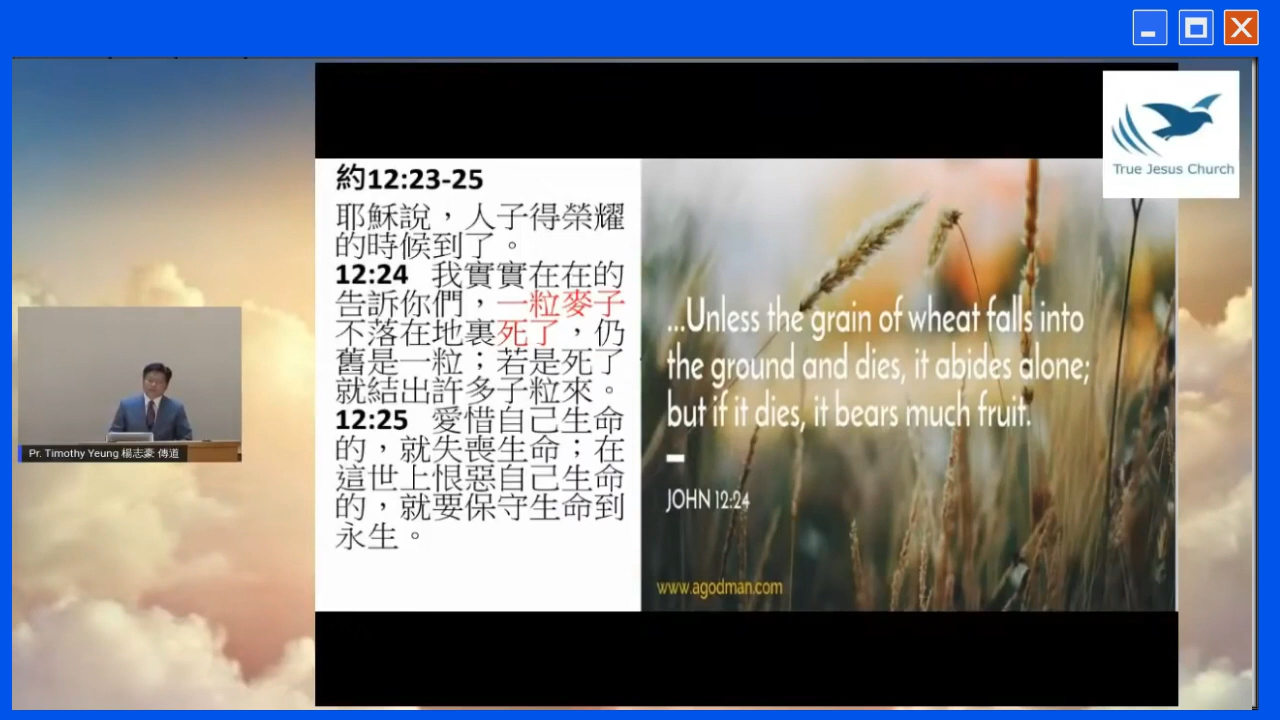 True Jesus Church
約12:23-25
耶穌說，人子得榮耀
的時候到了。
12:24 我實實在在的
告訴你們，一粒麥子
不落在地裏死了，仍
舊是一粒；若是死了，
就結出許多子粒來。
12:25 愛惜自己生命
的，就失喪生命；在
這世上恨惡自己生命
的，就要保守生命到
永生。
...Unless the grain of wheat falls into
the ground and dies, it abides alone;
but if it dies, it bears much fruit.
JOHN 12:24
www.agodman.com
Pr. Timothy Yeung 楊志豪 傳道